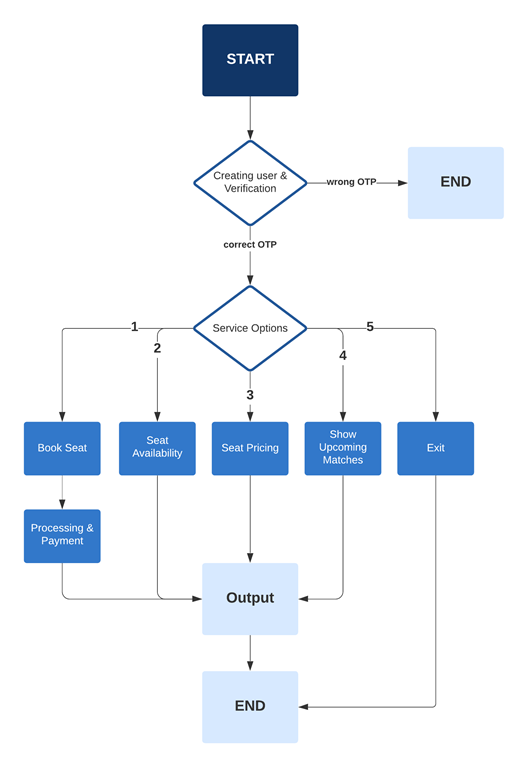 START
Creating user &
Verification
wrong OTP
END
correct OTP
Service Options
1
2
3
4
5
Book Seat
Seat
Availability
Seat Pricing
Show
Upcoming
Matches
Exit
Processing &
Payment
Output
END